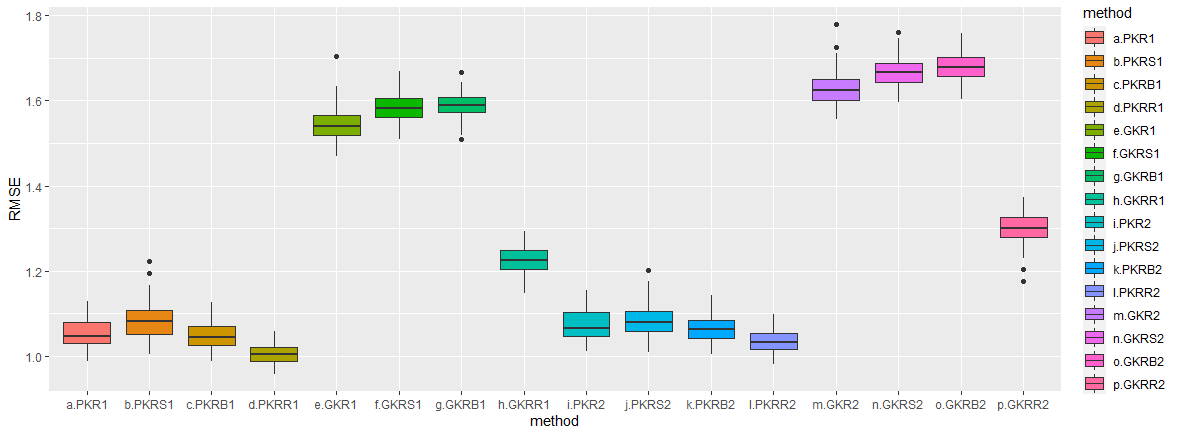 RMSE
1.8
1.6
1.4
1.2
1.0
a.PKR1 b.PKRS1 c.PKRB1 d.PKRR1 e.GKR1 f.GKRS1 g.GKRB1 h.GKRR1 i.PKR2 j.PKRS2 k.PKRB2 l.PKRR2 m.GKR2 n.GKRS2 o.GKRB2 p.GKRR2
method
method
a.PKR1
b.PKRS1
c.PKRB1
d.PKRR1
e.GKR1
f.GKRS1
g.GKRB1
h.GKRR1
i.PKR2
j.PKRS2
k.PKRB2
l.PKRR2
m.GKR2
n.GKRS2
o.GKRB2
p.GKRR2